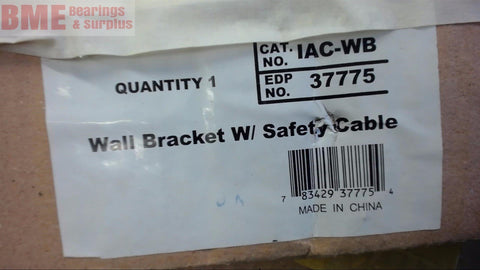 BME Bearings & Surplus
CAT. NO. IAC-WB
QUANTITY 1
EDP NO. 37775
Wall Bracket W/ Safety Cable
7 83429 37775 4
MADE IN CHINA